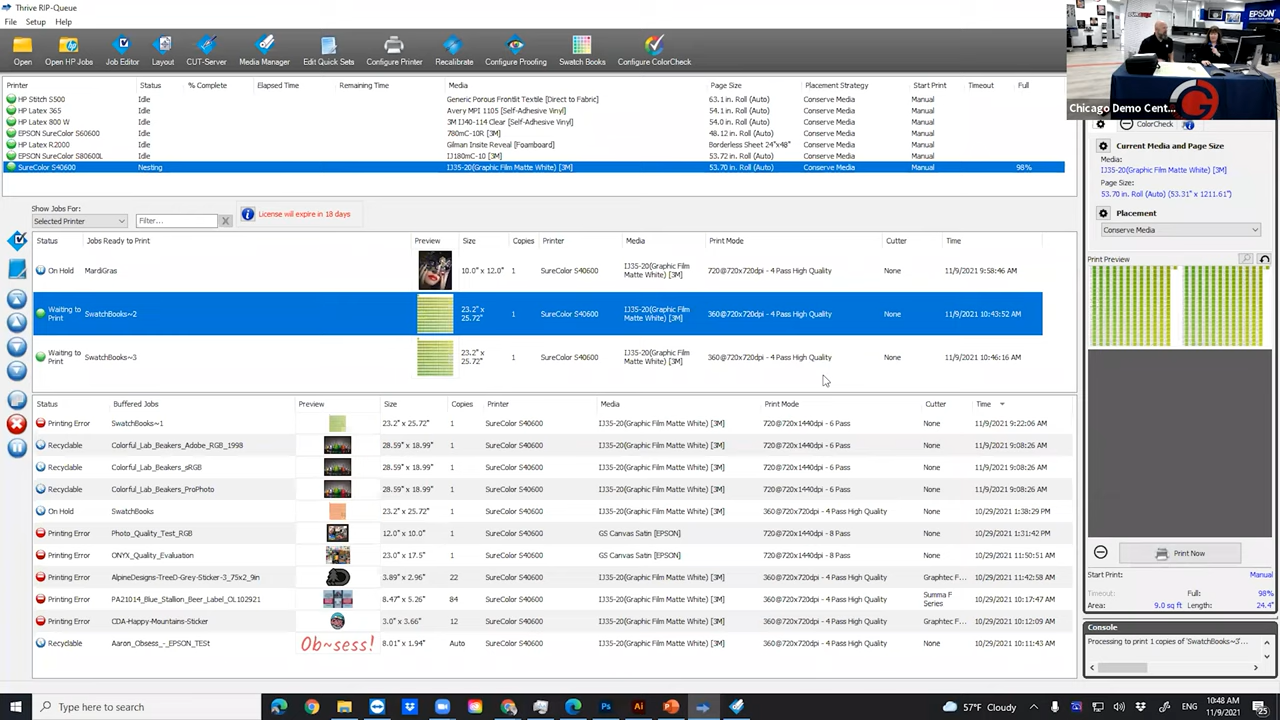 Thrive RIP-Queue
File Setup Help
Open Open HP Jobs Job Editor Layout CUT-Server Media Manager Edit Quick Sets Configure Printer Recalibrate Configure Proofing Swatch Books Configure ColorCheck
EPSON
Chicago Demo Cent...
Printer Status % Complete Elapsed Time Remaining Time Media Page Size Placement Strategy Start Print Timeout Full
HP Stitch S500 Idle Generic Porous Frontlit Textile [Direct to Fabric] 63.1 in. Roll (Auto) Conserve Media Manual
HP Latex 365 Idle Avery MPI 1105 [Self-Adhesive Vinyl] 54.0 in. Roll (Auto) Conserve Media Manual
HP Latex 800 W Idle 3M IJ40-114 Clear [Self-Adhesive Vinyl] 54.0 in. Roll (Auto) Conserve Media Manual
EPSON SureColor S60600 Idle 780mC-10R [3M] 48.12 in. Roll (Auto) Conserve Media Manual
HP Latex R2000 Idle Gilman Insite Reveal [Foamboard] Borderless Sheet 24"x48" Conserve Media Manual
EPSON SureColor S80600L Idle IJ180mC-10 [3M] 53.72 in. Roll (Auto) Conserve Media Manual
SureColor S40600 Nesting IJ35-20(Graphic Film Matte White) [3M] 53.70 in. Roll (Auto) Conserve Media Manual 98%
ColorCheck
Current Media and Page Size
Media:
IJ35-20(Graphic Film Matte White) [3M]
Page Size:
53.70 in. Roll (Auto) (53.31" x 1211.61")
Placement
Conserve Media
Print Preview
Show Jobs For:
Selected Printer Filter... License will expire in 18 days
Status Jobs Ready to Print Preview Size Copies Printer Media Print Mode Cutter Time
On Hold MardiGras 10.0" x 12.0" 1 SureColor S40600 IJ35-20(Graphic Film Matte White) [3M] 720@720x720dpi - 4 Pass High Quality None 11/9/2021 9:58:46 AM
Waiting to Print SwatchBooks~2 23.2" x 25.72" 1 SureColor S40600 IJ35-20(Graphic Film Matte White) [3M] 360@720x720dpi - 4 Pass High Quality None 11/9/2021 10:43:52 AM
Waiting to Print SwatchBooks~3 23.2" x 25.72" 1 SureColor S40600 IJ35-20(Graphic Film Matte White) [3M] 360@720x720dpi - 4 Pass High Quality None 11/9/2021 10:46:16 AM
Status Buffered Jobs Preview Size Copies Printer Media Print Mode Cutter Time
Printing Error SwatchBooks~1 23.2" x 25.72" 1 SureColor S40600 IJ35-20(Graphic Film Matte White) [3M] 720@720x1440dpi - 6 Pass None 11/9/2021 9:22:06 AM
Recyclable Colorful_Lab_Beakers_Adobe_RGB_1998 28.59" x 18.99" 1 SureColor S40600 IJ35-20(Graphic Film Matte White) [3M] 720@720x1440dpi - 6 Pass None 11/9/2021 9:08:26 AM
Recyclable Colorful_Lab_Beakers_sRGB 28.59" x 18.99" 1 SureColor S40600 IJ35-20(Graphic Film Matte White) [3M] 720@720x1440dpi - 6 Pass None 11/9/2021 9:08:26 AM
Recyclable Colorful_Lab_Beakers_ProPhoto 28.59" x 18.99" 1 SureColor S40600 IJ35-20(Graphic Film Matte White) [3M] 720@720x1440dpi - 6 Pass None 11/9/2021 9:08:26 AM
On Hold SwatchBooks 23.2" x 25.72" 1 SureColor S40600 IJ35-20(Graphic Film Matte White) [3M] 360@720x720dpi - 4 Pass High Quality None 10/29/2021 1:38:29 PM
Printing Error Photo_Quality_Test_RGB 12.0" x 10.0" 1 SureColor S40600 GS Canvas Satin [EPSON] 720@720x1440dpi - 8 Pass None 10/29/2021 1:31:42 PM
Printing Error ONYX_Quality_Evaluation 23.0" x 17.5" 1 SureColor S40600 GS Canvas Satin [EPSON] 720@720x1440dpi - 8 Pass None 10/29/2021 11:50:51 AM
Printing Error AlpineDesigns-TreeD-Grey-Sticker-3_75x2_9in 3.89" x 2.96" 22 SureColor S40600 IJ35-20(Graphic Film Matte White) [3M] 360@720x720dpi - 4 Pass High Quality Graphtec F... 10/29/2021 11:42:58 AM
Printing Error PA21014_Blue_Stallion_Beer_Label_OL102921 8.47" x 5.26" 84 SureColor S40600 IJ35-20(Graphic Film Matte White) [3M] 360@720x720dpi - 4 Pass High Quality Summa F Series 10/29/2021 10:17:47 AM
Printing Error CDA-Happy-Mountains-Sticker 3.0" x 3.66" 12 SureColor S40600 IJ35-20(Graphic Film Matte White) [3M] 360@720x720dpi - 4 Pass High Quality Graphtec F... 10/29/2021 10:12:09 AM
Recyclable Aaron_Obsess_-_EPSON_TESt Ob~sess! 8.01" x 1.94" Auto SureColor S40600 IJ35-20(Graphic Film Matte White) [3M] 360@720x720dpi - 4 Pass High Quality None 10/29/2021 10:11:43 AM
Print Now
Start Print: Manual
Timeout: Full: 98%
Area: 9.0 sq ft Length: 24.4"
Console
Processing to print 1 copies of 'SwatchBooks~3'...
Type here to search
57°F Cloudy ENG 10:48 AM
11/9/2021
25